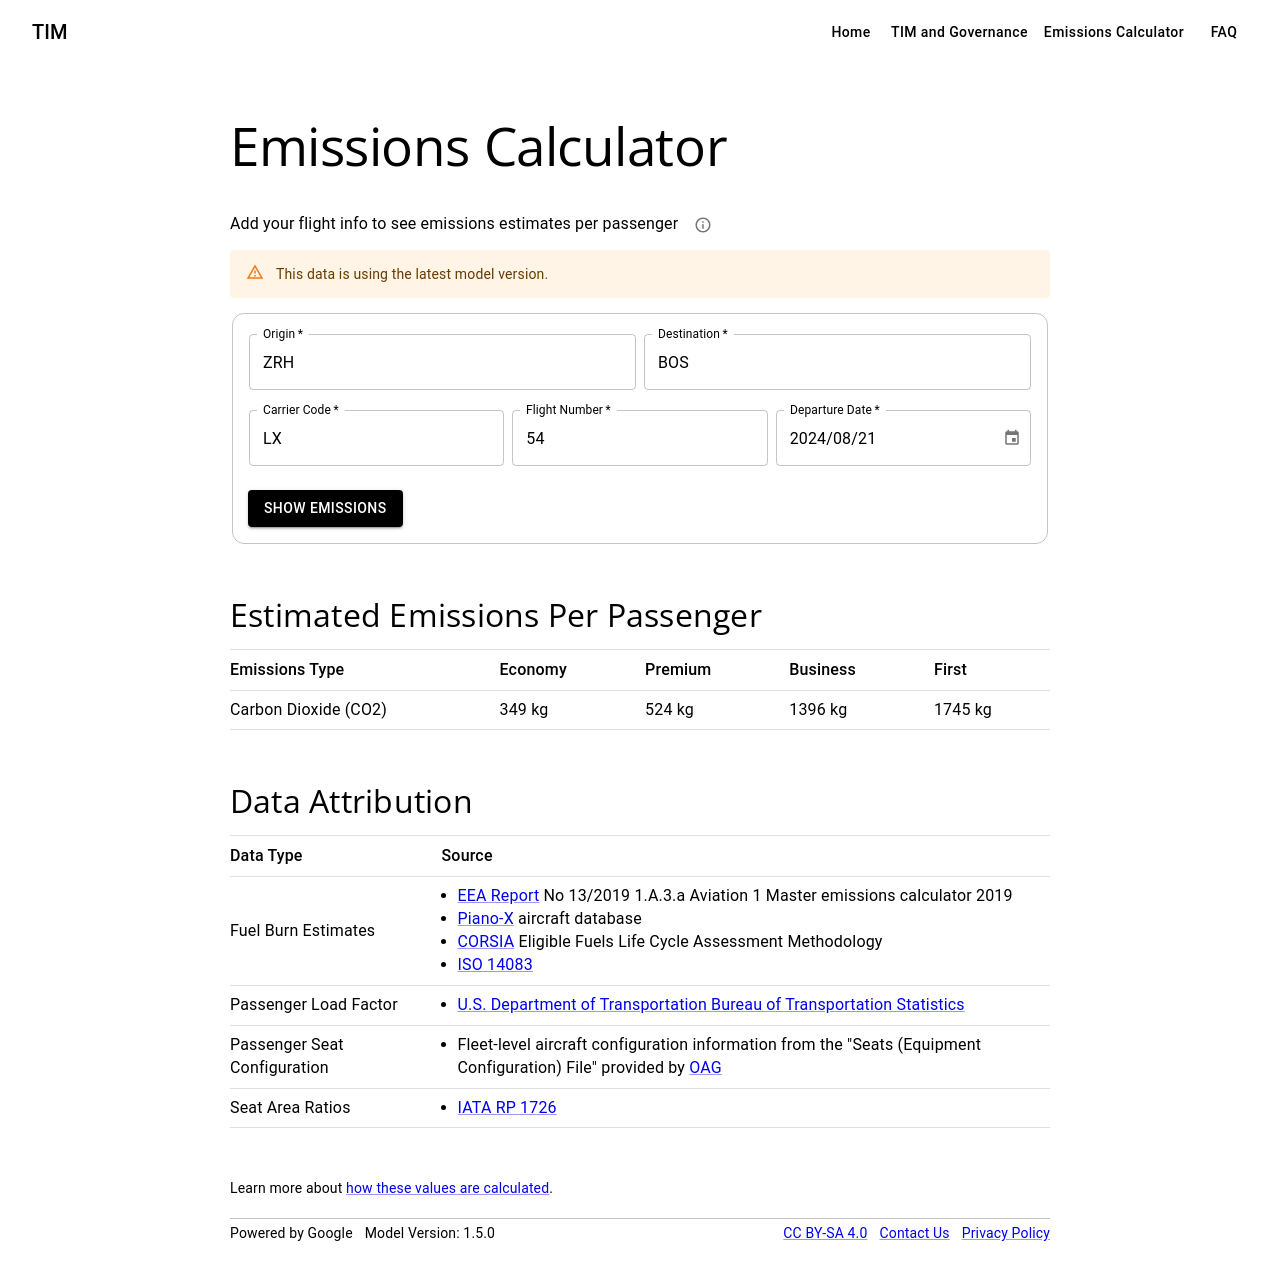 TIM
Home TIM and Governance Emissions Calculator FAQ
Emissions Calculator
Add your flight info to see emissions estimates per passenger
This data is using the latest model version.
Origin * Destination *
ZRH BOS
Carrier Code * Flight Number * Departure Date *
LX 54 2024/08/21
SHOW EMISSIONS
Estimated Emissions Per Passenger
Emissions Type Economy Premium Business First
Carbon Dioxide (CO2) 349 kg 524 kg 1396 kg 1745 kg
Data Attribution
Data Type Source
Fuel Burn Estimates
• EEA Report No 13/2019 1.A.3.a Aviation 1 Master emissions calculator 2019
• Piano-X aircraft database
• CORSIA Eligible Fuels Life Cycle Assessment Methodology
• ISO 14083
Passenger Load Factor • U.S. Department of Transportation Bureau of Transportation Statistics
Passenger Seat
Configuration
• Fleet-level aircraft configuration information from the "Seats (Equipment
Configuration) File" provided by OAG
Seat Area Ratios • IATA RP 1726
Learn more about how these values are calculated.
Powered by Google Model Version: 1.5.0 CC BY-SA 4.0 Contact Us Privacy Policy